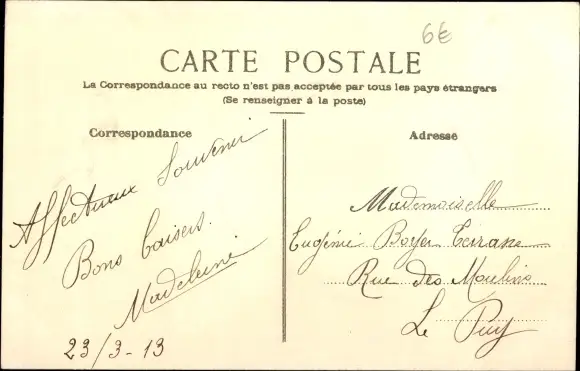 6€
CARTE POSTALE
La Correspondance au recto n'est pas acceptée par tous les pays étrangers
(Se renseigner à la poste)
Correspondance
Affectueux Souvenir
Bons baisers.
Madeleine
23/3-13
Adresse
Mademoiselle
Eugénie Boyer
Rue des Moulins
Le Puy